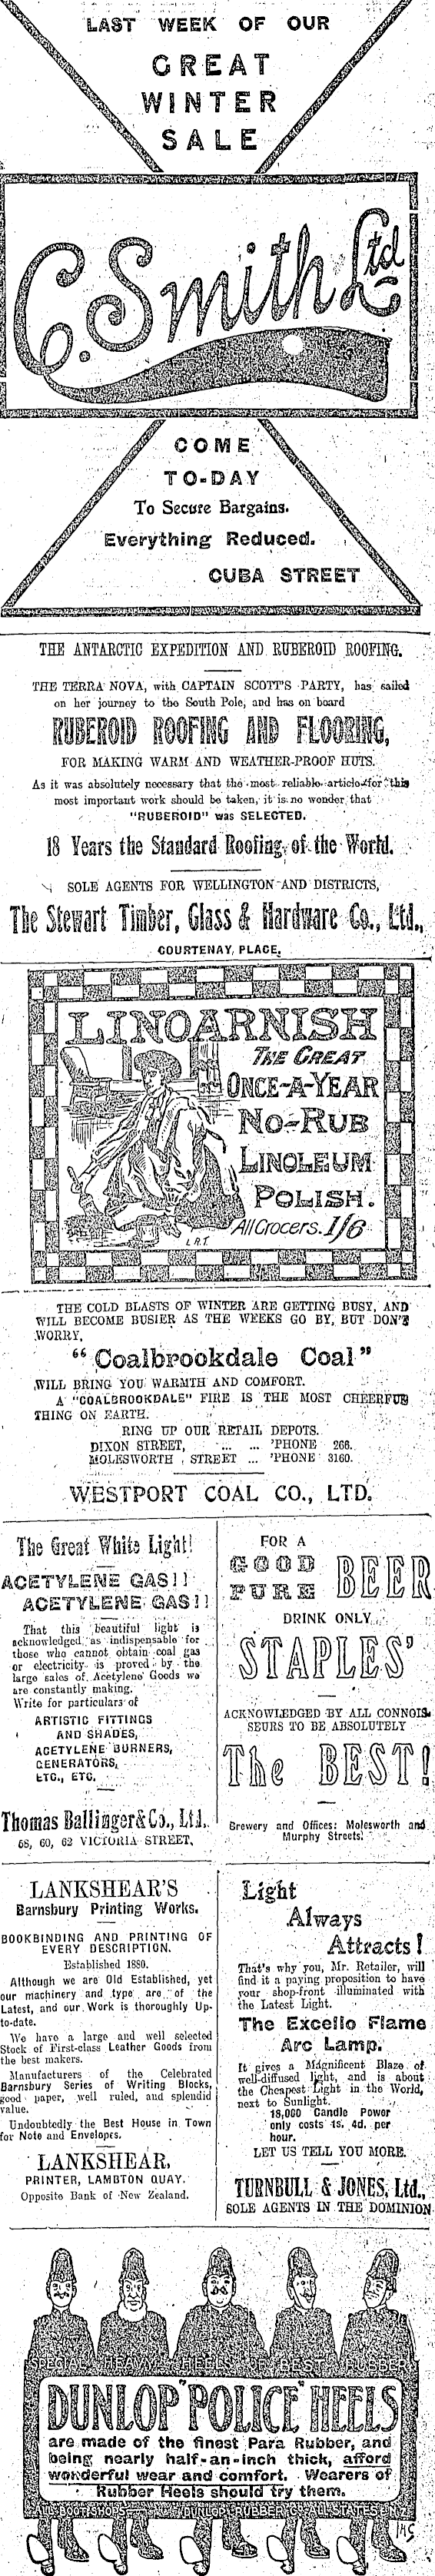 LAST WEEK OF OUR
GREAT
WINTER
SALE
C. Smith Ltd
COME
TO-DAY
To Secure Bargains.
Everything Reduced.
CUBA STREET
THE ANTARCTIC EXPEDITION AND RUBEROID ROOFING.
THE TERRA NOVA, with CAPTAIN SCOTT'S PARTY, has sailed
on her journey to the South Pole, and has on board
RUBEROID ROOFING AND FLOORING,
FOR MAKING WARM AND WEATHER-PROOF HUTS.
As it was absolutely necessary that the most reliable article for this
most important work should be taken, it is no wonder that
"RUBEROID" was SELECTED.
18 Years the Standard Roofing of the World.
SOLE AGENTS FOR WELLINGTON AND DISTRICTS,
The Stewart Timber, Glass & Hardware Co., Ltd.,
COURTENAY PLACE.
LINOARNISH
THE GREAT
ONCE-A-YEAR
NO-RUB
LINOLEUM
POLISH.
All Grocers. 1/6
L.R.T.
THE COLD BLASTS OF WINTER ARE GETTING BUSY, AND
WILL BECOME BUSIER AS THE WEEKS GO BY, BUT DON'T
WORRY,
"Coalbrookdale Coal"
WILL BRING YOU WARMTH AND COMFORT.
A "COALBROOKDALE" FIRE IS THE MOST CHEERFUL
THING ON EARTH.
RING UP OUR RETAIL DEPOTS.
DIXON STREET, ... ... 'PHONE 266.
MOLESWORTH STREET ... 'PHONE 3160.
WESTPORT COAL CO., LTD.
The Great White Light!
ACETYLENE GAS!!
ACETYLENE GAS!!
That this beautiful light is
acknowledged as indispensable for
those who cannot obtain coal gas
or electricity is proved by the
large sales of Acetylene Goods we
are constantly making.
Write for particulars of
ARTISTIC FITTINGS
AND SHADES,
ACETYLENE BURNERS,
GENERATORS,
ETC., ETC.
Thomas Ballinger & Co., Ltd.
58, 60, 62 VICTORIA STREET.
FOR A
GOOD
PURE
BEER
DRINK ONLY
STAPLES'
ACKNOWLEDGED BY ALL CONNOIS-
SEURS TO BE ABSOLUTELY
The BEST!
Brewery and Offices: Molesworth and
Murphy Streets.
LANKSHEAR'S
Barnsbury Printing Works.
BOOKBINDING AND PRINTING OF
EVERY DESCRIPTION.
Established 1880.
Although we are Old Established, yet
our machinery and type are of the
Latest, and our Work is thoroughly Up-
to-date.
We have a large and well selected
Stock of First-class Leather Goods from
the best makers.
Manufacturers of the Celebrated
Barnsbury Series of Writing Blocks,
good paper, well ruled, and splendid
value.
Undoubtedly the Best House in Town
for Note and Envelopes.
LANKSHEAR,
PRINTER, LAMBTON QUAY.
Opposite Bank of New Zealand.
Light
Always
Attracts!
That's why you, Mr. Retailer, will
find it a paying proposition to have
your shop-front illuminated with
the Latest Light.
The Excello Flame
Arc Lamp.
It gives a Magnificent Blaze of
well-diffused light, and is about
the Cheapest Light in the World,
next to Sunlight.
18,000 Candle Power
only costs 1s. 4d. per
hour.
LET US TELL YOU MORE.
TURNBULL & JONES, Ltd.,
SOLE AGENTS IN THE DOMINION
SPECIAL HEAVY HEEL BEST RUBBER
DUNLOP "POLICE" HEELS
are made of the finest Para Rubber, and
being nearly half-an-inch thick, afford
wonderful wear and comfort. Wearers of
Rubber Heels should try them.
ALL BOOT SHOPS DUNLOP RUBBER CO ALL STATES & N.Z.